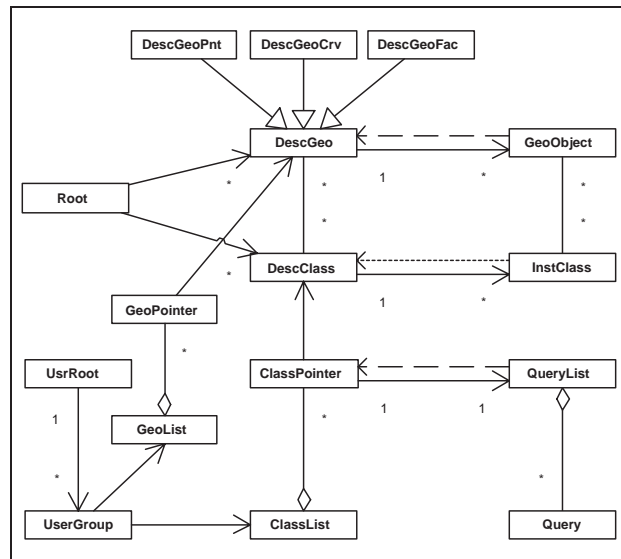 DescGeoPnt DescGeoCrv DescGeoFac
DescGeo GeoObject
* * 1 *
Root
* *
* DescClass InstClass
GeoPointer 1 *
*
UsrRoot ClassPointer QueryList
1 * 1 1
GeoList
* *
UserGroup ClassList Query